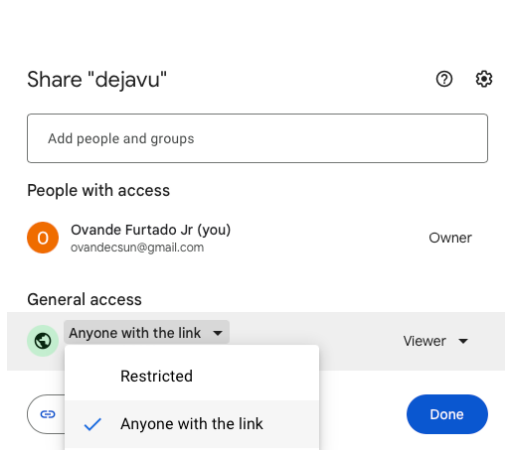 Share "dejavu"
Add people and groups
People with access
O
Ovande Furtado Jr (you)
ovandecsun@gmail.com
Owner
General access
Anyone with the link
Viewer
Restricted
Anyone with the link
Done